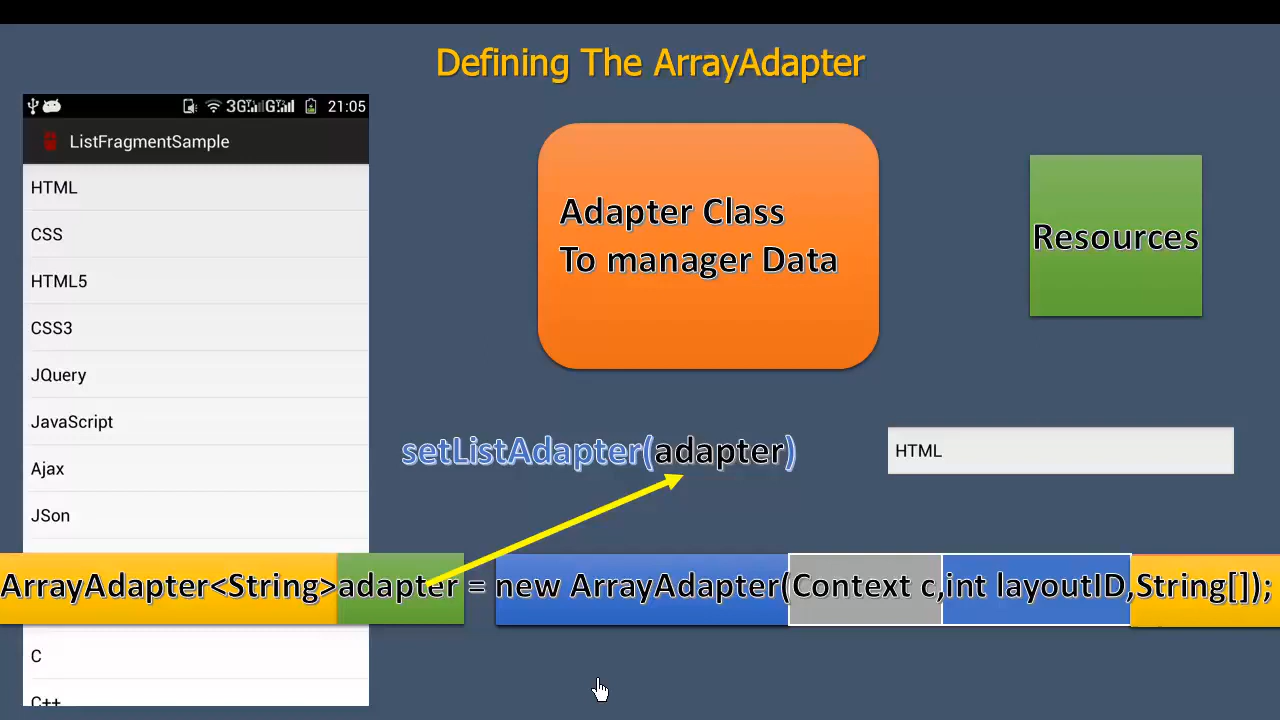 Defining The ArrayAdapter
3G G 21:05
ListFragmentSample
HTML
CSS
HTML5
CSS3
JQuery
JavaScript
Ajax
JSon
C
C++
Adapter Class
To manager Data
Resources
setListAdapter(adapter)
HTML
ArrayAdapter<String>adapter = new ArrayAdapter(Context c,int layoutID,String[]);